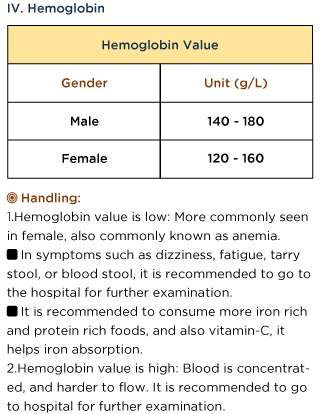 IV. Hemoglobin
Hemoglobin Value
Gender Unit (g/L)
Male 140 - 180
Female 120 - 160
Handling:
1.Hemoglobin value is low: More commonly seen
in female, also commonly known as anemia.
In symptoms such as dizziness, fatigue, tarry
stool, or blood stool, it is recommended to go to
the hospital for further examination.
It is recommended to consume more iron rich
and protein rich foods, and also vitamin-C, it
helps iron absorption.
2.Hemoglobin value is high: Blood is concentrat-
ed, and harder to flow. It is recommended to go
to hospital for further examination.